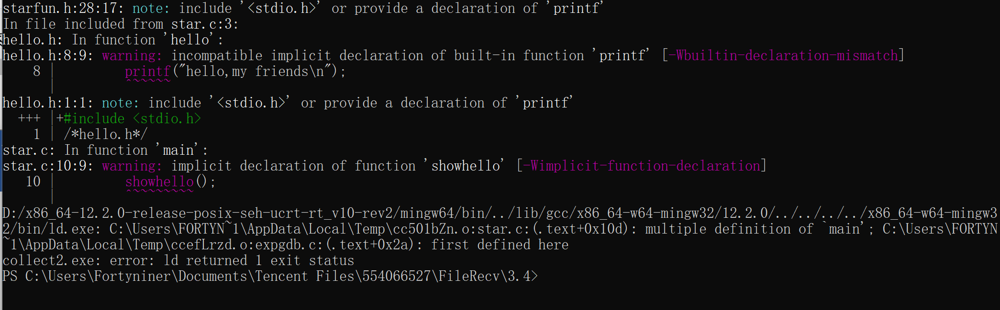 starfun.h:28:17: note: include '<stdio.h>' or provide a declaration of 'printf'
In file included from star.c:3:
hello.h: In function 'hello':
hello.h:8:9: warning: incompatible implicit declaration of built-in function 'printf' [-Wbuiltin-declaration-mismatch]
8 |         printf("hello,my friends\n");
|         ^~~~~~
hello.h:1:1: note: include '<stdio.h>' or provide a declaration of 'printf'
+++ |+#include <stdio.h>
1 | /*hello.h*/
star.c: In function 'main':
star.c:10:9: warning: implicit declaration of function 'showhello' [-Wimplicit-function-declaration]
10 |         showhello();
|         ^~~~~~~~~
D:/x86_64-12.2.0-release-posix-seh-ucrt-rt_v10-rev2/mingw64/bin/../lib/gcc/x86_64-w64-mingw32/12.2.0/../../../../x86_64-w64-mingw3
2/bin/ld.exe: C:\Users\FORTYN~1\AppData\Local\Temp\cc501bZn.o:star.c:(.text+0x10d): multiple definition of `main'; C:\Users\FORTYN
~1\AppData\Local\Temp\ccefLrzd.o:expgdb.c:(.text+0x2a): first defined here
collect2.exe: error: ld returned 1 exit status
PS C:\Users\Fortyniner\Documents\Tencent Files\554066527\FileRecv\3.4>